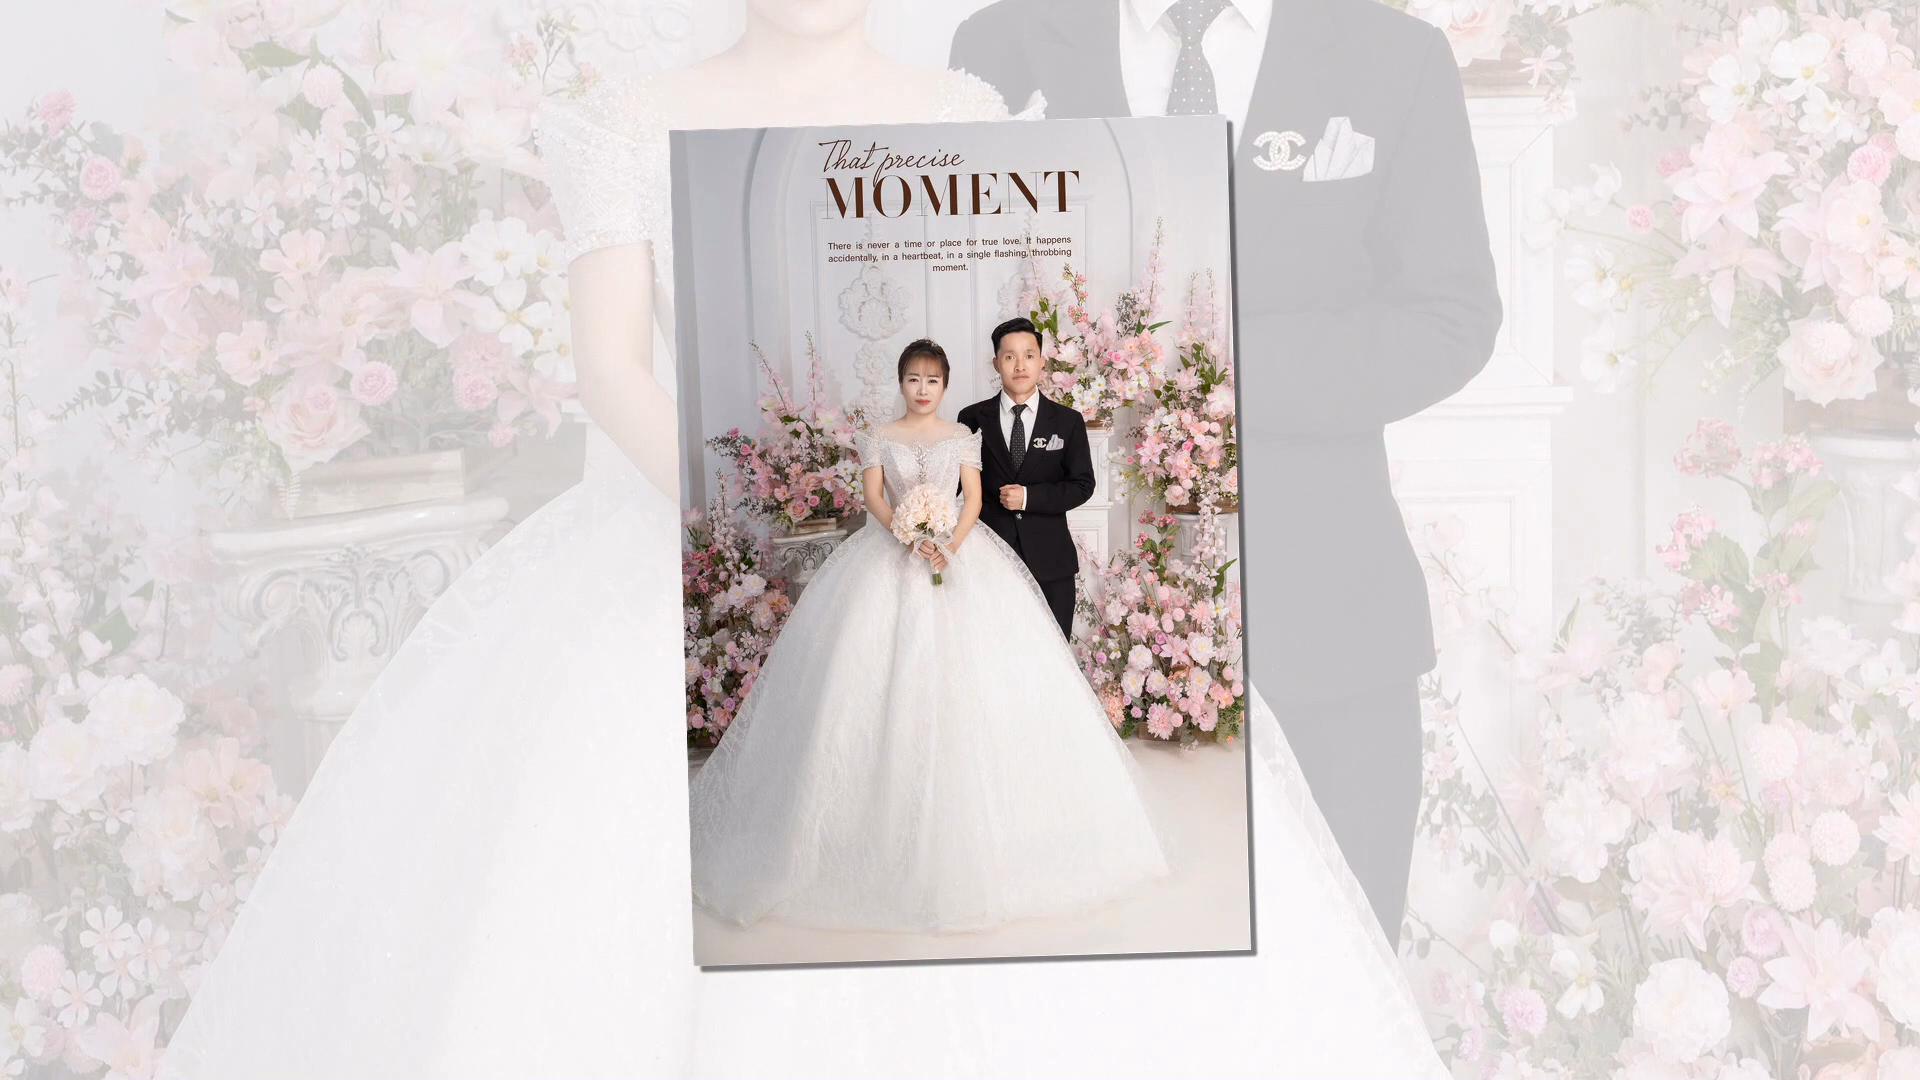 That precise
MOMENT
There is never a time or place for true love. It happens
accidentally, in a heartbeat, in a single flashing, throbbing
moment.